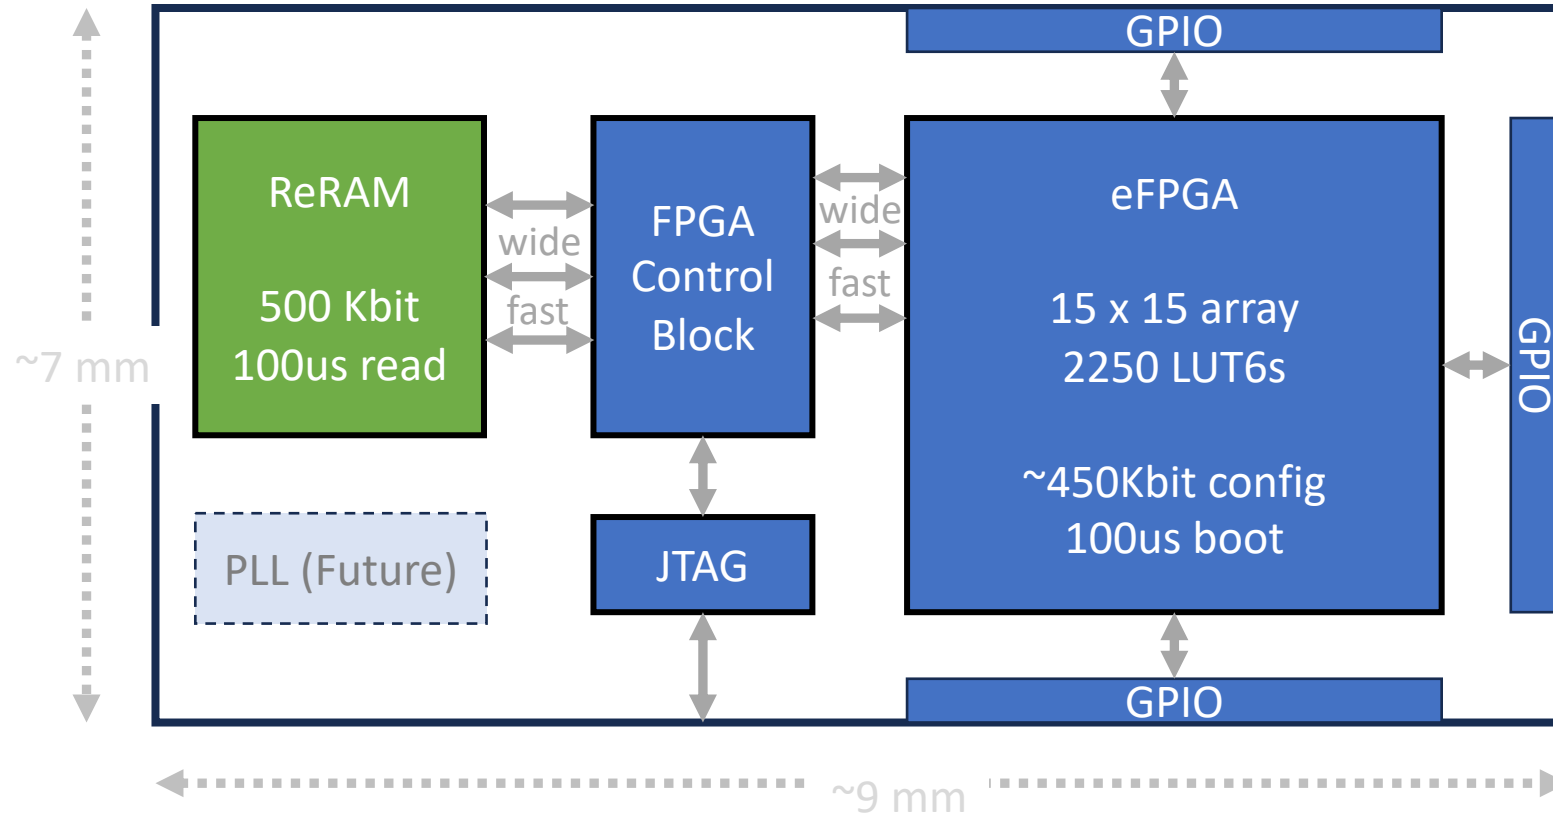 GPIO
ReRAM
500 Kbit
100us read
wide
fast
FPGA
Control
Block
wide
fast
eFPGA
15 x 15 array
2250 LUT6s
~450Kbit config
100us boot
GPIO
~7 mm
PLL (Future)
JTAG
GPIO
~9 mm